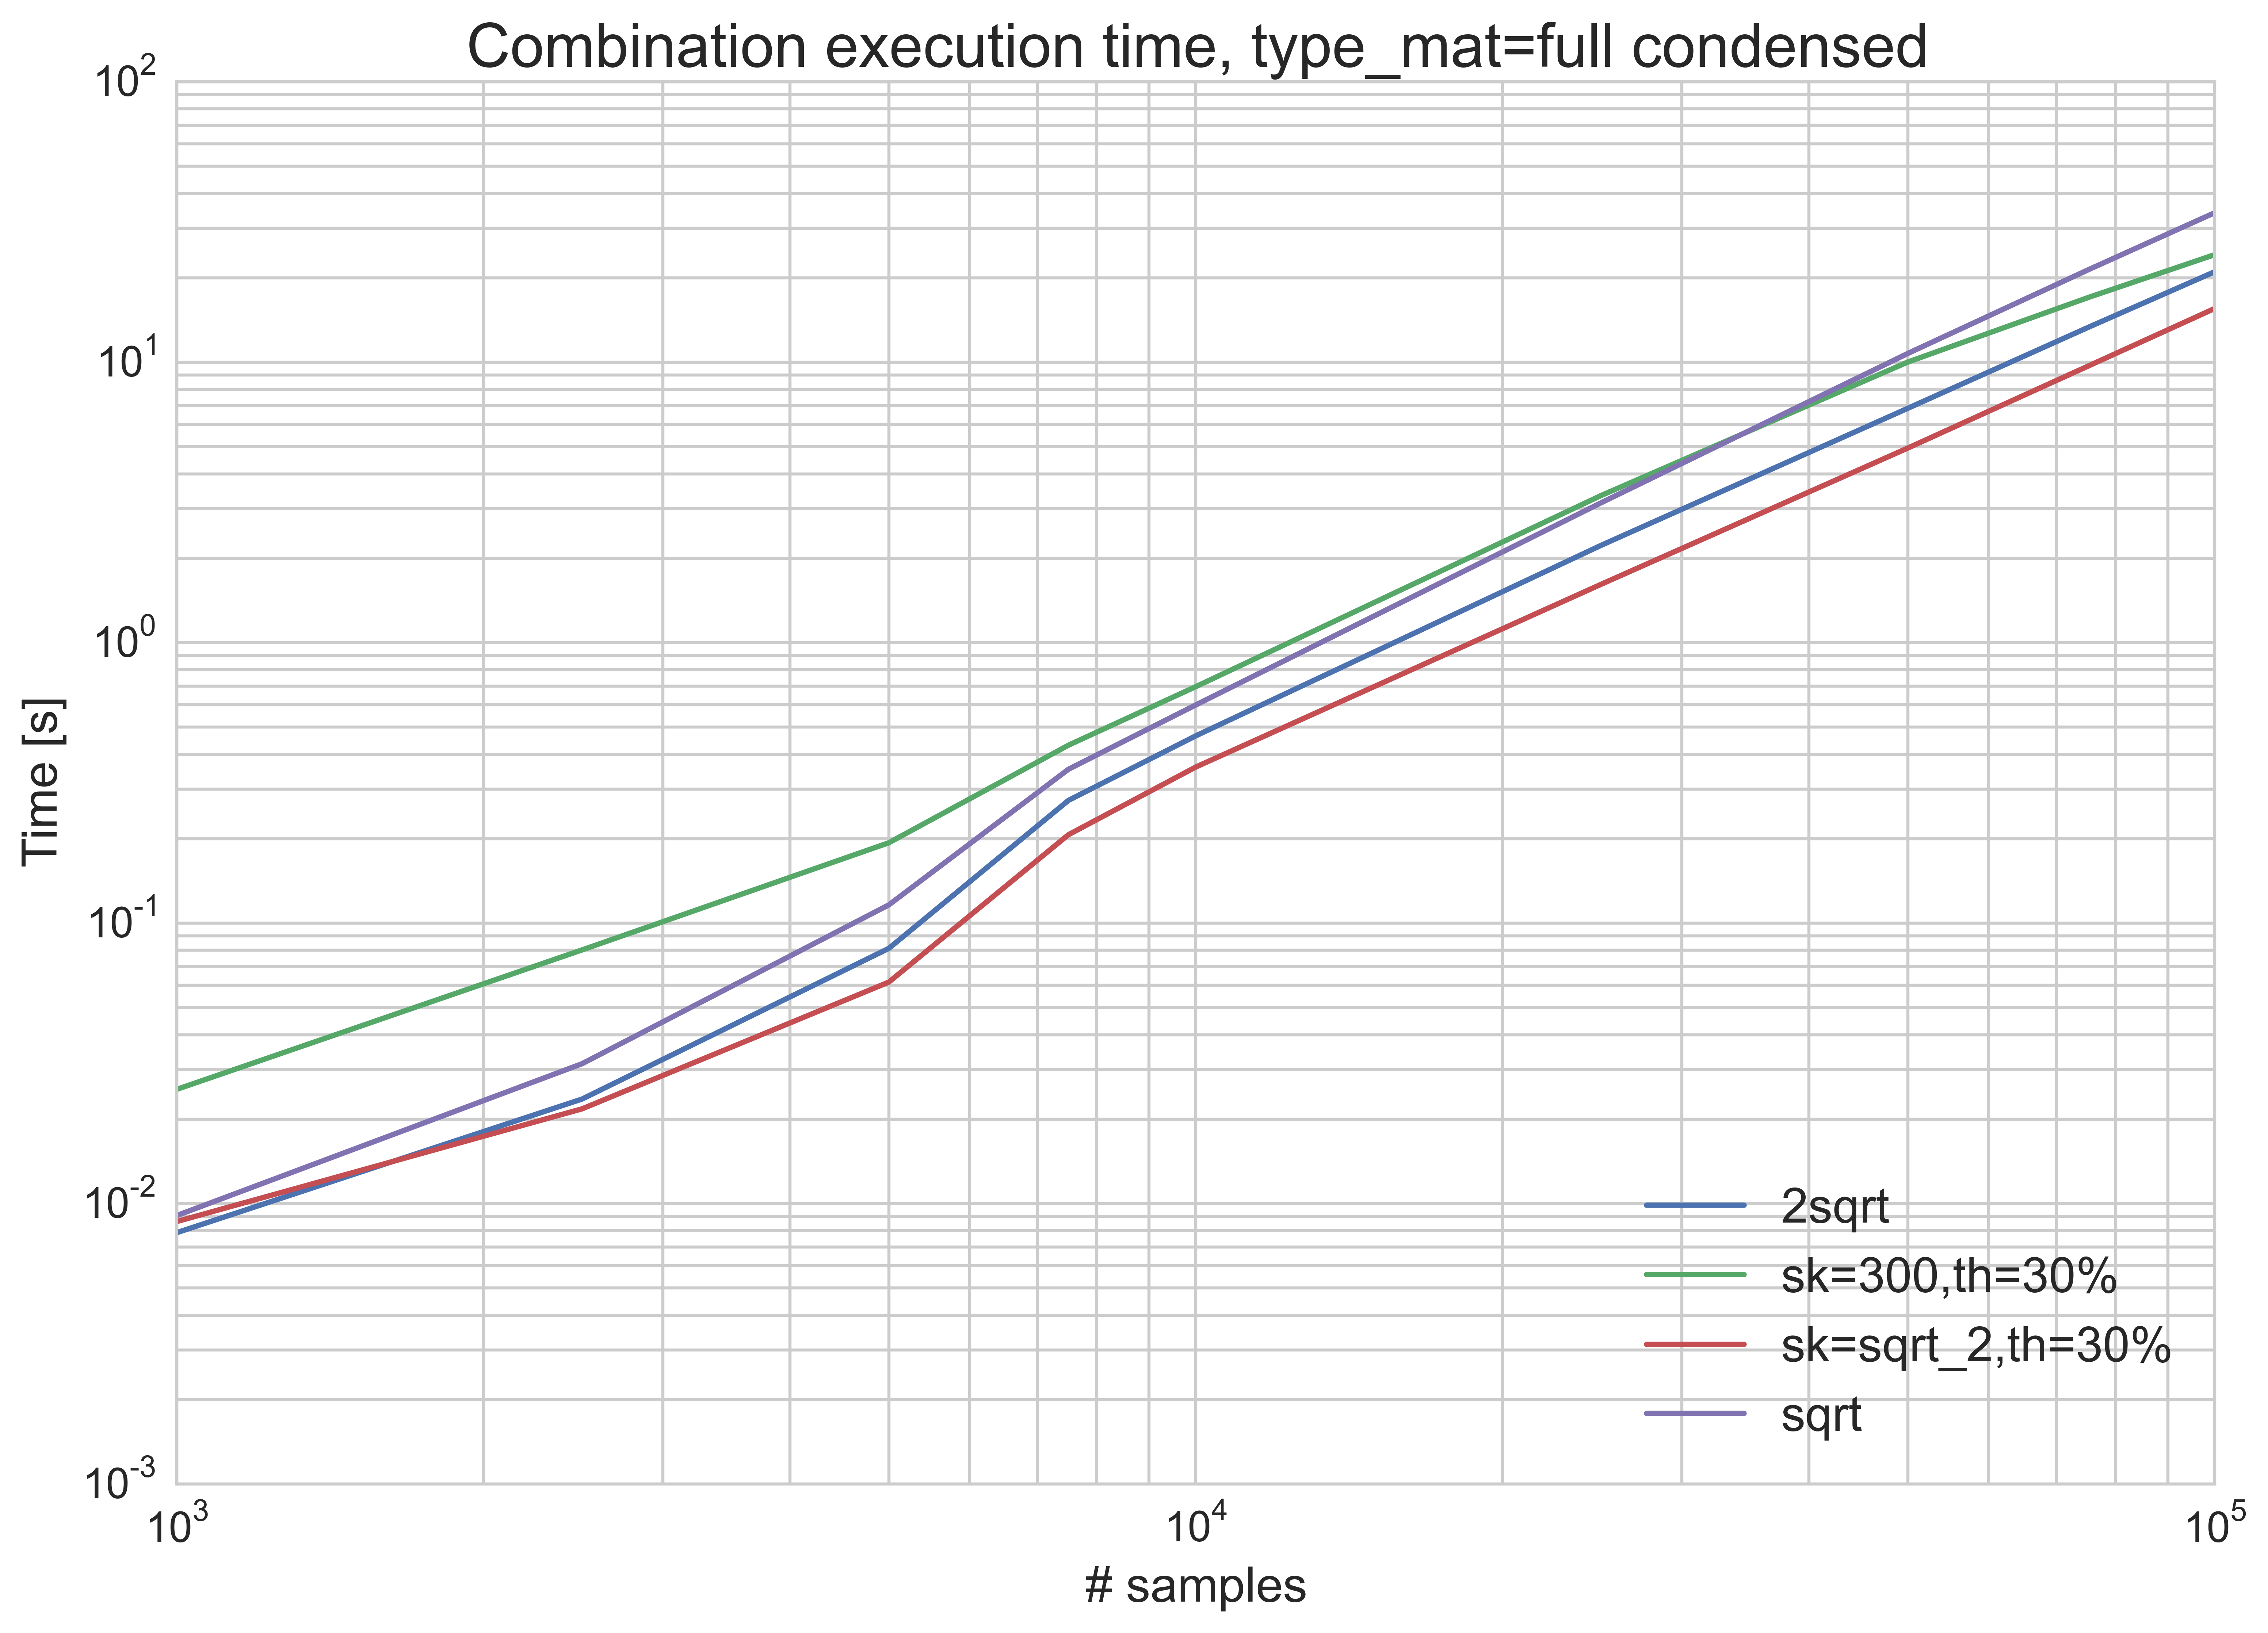 Combination execution time, type_mat=full condensed
10^2
10^1
10^0
10^-1
10^-2
10^-3
Time [s]
10^3
10^4
10^5
# samples
2sqrt
sk=300,th=30%
sk=sqrt_2,th=30%
sqrt